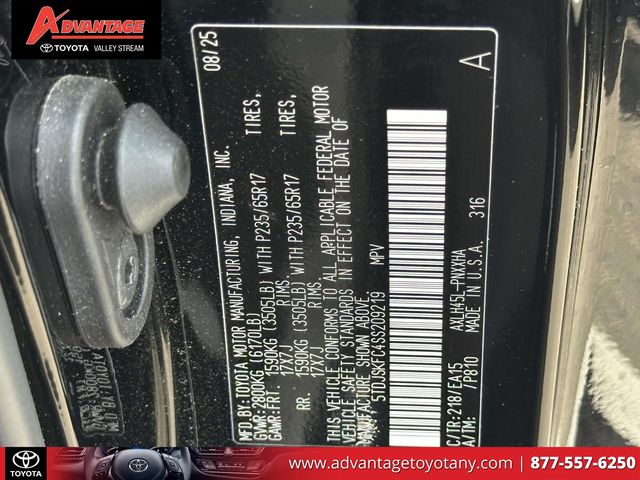 ADVANTAGE
TOYOTA VALLEY STREAM
08/25
MFD. BY: TOYOTA MOTOR MANUFACTURING, INDIANA, INC.
GVWR: 2800KG (6170LB)
GAWR: FRT. 1590KG (3505LB) WITH P235/65R17 TIRES,
17X7J RIMS
RR. 1590KG (3505LB) WITH P235/65R17 TIRES,
17X7J RIMS
THIS VEHICLE CONFORMS TO ALL APPLICABLE FEDERAL MOTOR
VEHICLE SAFETY STANDARDS IN EFFECT ON THE DATE OF
MANUFACTURE SHOWN ABOVE.
5TDJSKFC4SS209219 MPV
C/TR: 218/EA15 AXLH45L-PNXXHA
A/TM: /P810 MADE IN U.S.A. 316
A
TOYOTA
www.advantagetoyotany.com
877-557-6250